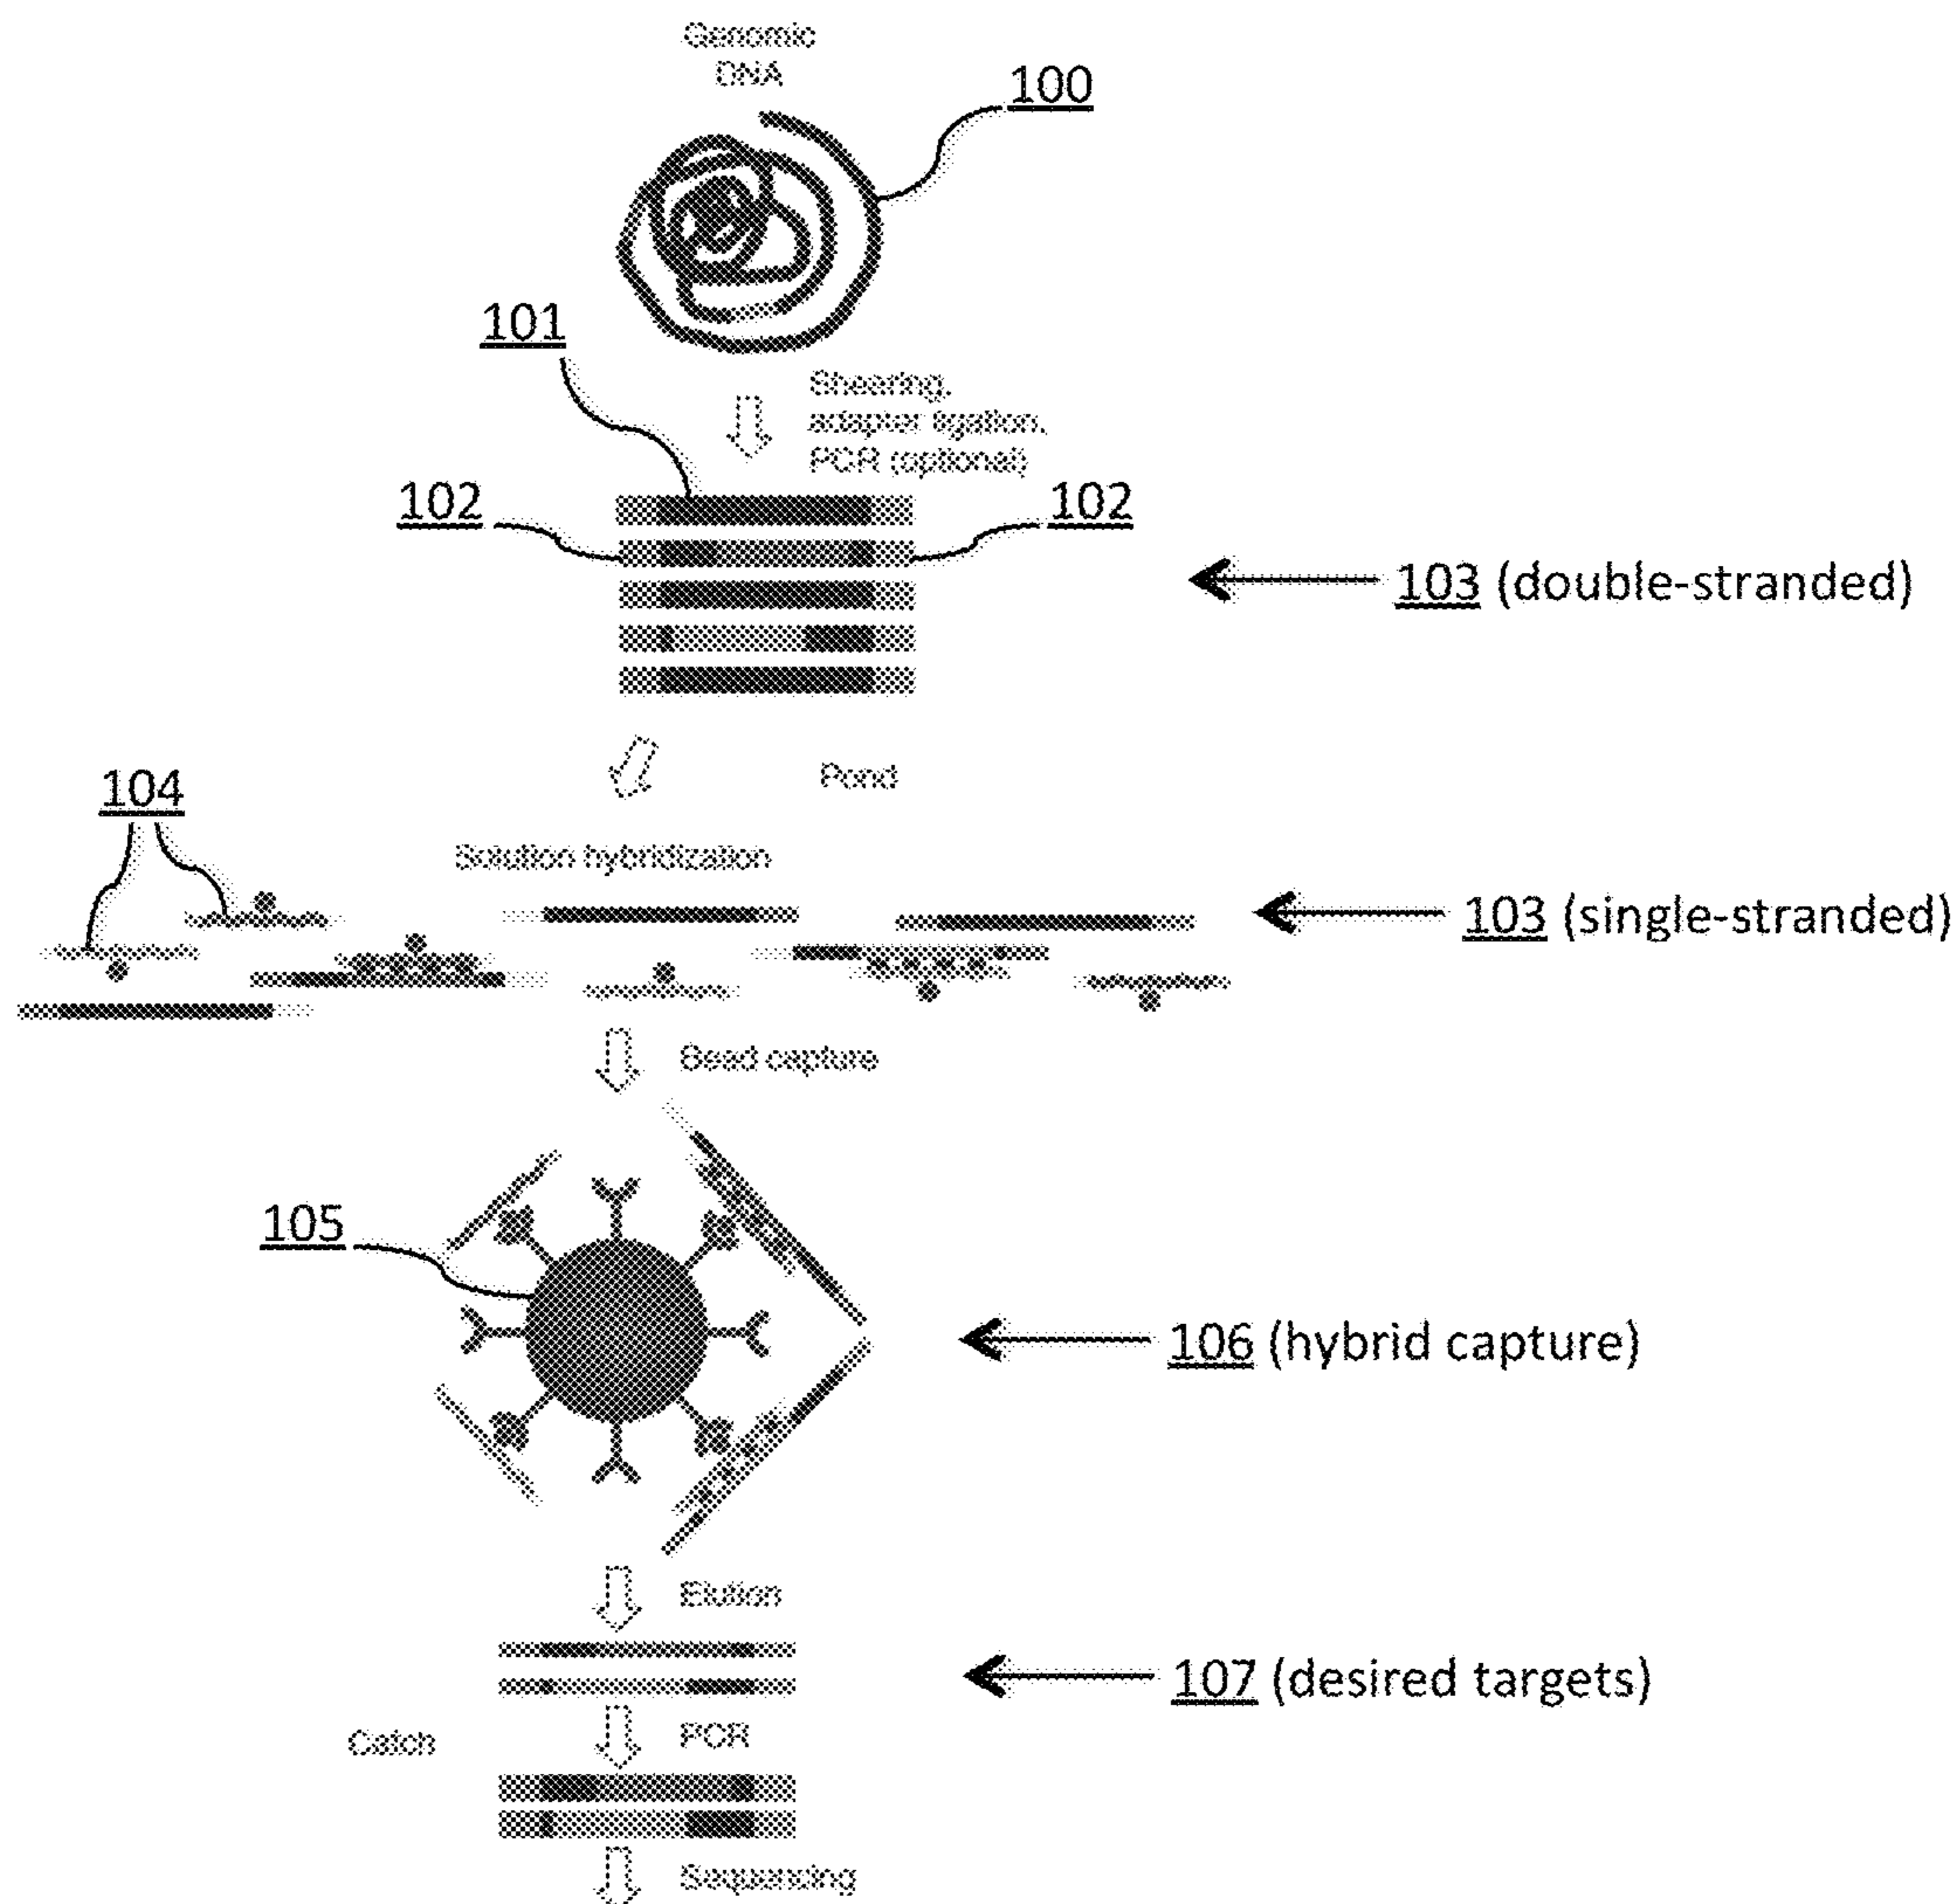 Genomic
DNA
100
101
Shearing,
adapter ligation,
PCR (optional)
102
102
103 (double-stranded)
Pond
104
Solution hybridization
103 (single-stranded)
Bead capture
105
106 (hybrid capture)
Elution
107 (desired targets)
Catch
PCR
Sequencing